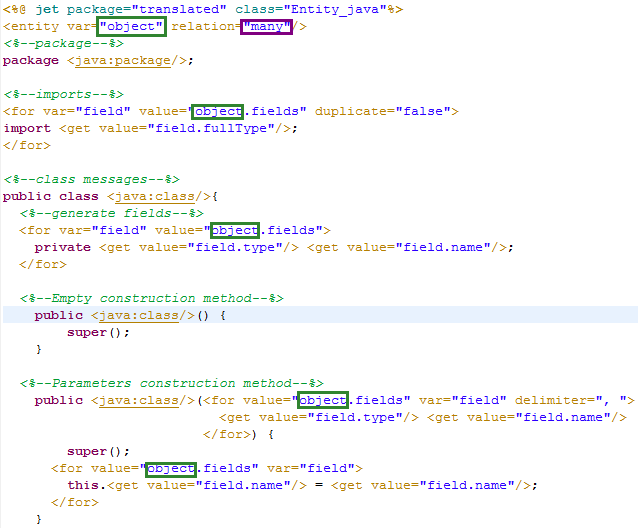 <%@ jet package="translated" class="Entity_java"%>
<entity var="object" relation="many"/>
<%--package--%>
package <java:package/>;
<%--imports--%>
<for var="field" value="object.fields" duplicate="false">
import <get value="field.fullType"/>;
</for>
<%--class messages--%>
public class <java:class/>{
<%--generate fields--%>
<for var="field" value="object.fields">
private <get value="field.type"/> <get value="field.name"/>;
</for>
<%--Empty construction method--%>
public <java:class/>() {
super();
}
<%--Parameters construction method--%>
public <java:class/>(<for value="object.fields" var="field" delimiter=", ">
<get value="field.type"/> <get value="field.name"/>
</for>) {
super();
<for value="object.fields" var="field">
this.<get value="field.name"/> = <get value="field.name"/>;
</for>
}